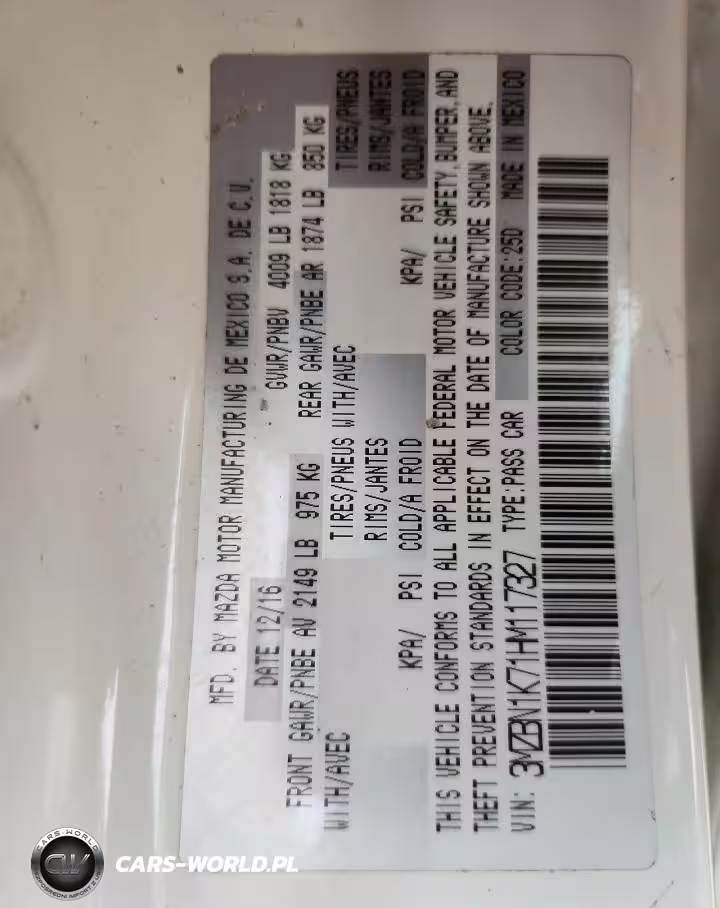 MFD. BY MAZDA MOTOR MANUFACTURING DE MEXICO S.A. DE C.V.
DATE 12/16 GVWR/PNBV 4009 LB 1818 KG
FRONT GAWR/PNBE AV 2149 LB 975 KG REAR GAWR/PNBE AR 1874 LB 850 KG
WITH/AVEC TIRES/PNEUS WITH/AVEC TIRES/PNEUS
RIMS/JANTES RIMS/JANTES
KPA/ PSI COLD/A FROID KPA/ PSI COLD/A FROID
THIS VEHICLE CONFORMS TO ALL APPLICABLE FEDERAL MOTOR VEHICLE SAFETY, BUMPER, AND
THEFT PREVENTION STANDARDS IN EFFECT ON THE DATE OF MANUFACTURE SHOWN ABOVE.
VIN: 3MZBN1K71HM117327 TYPE:PASS CAR COLOR CODE:25D MADE IN MEXICO
CARS-WORLD
CW
CARS-WORLD.PL